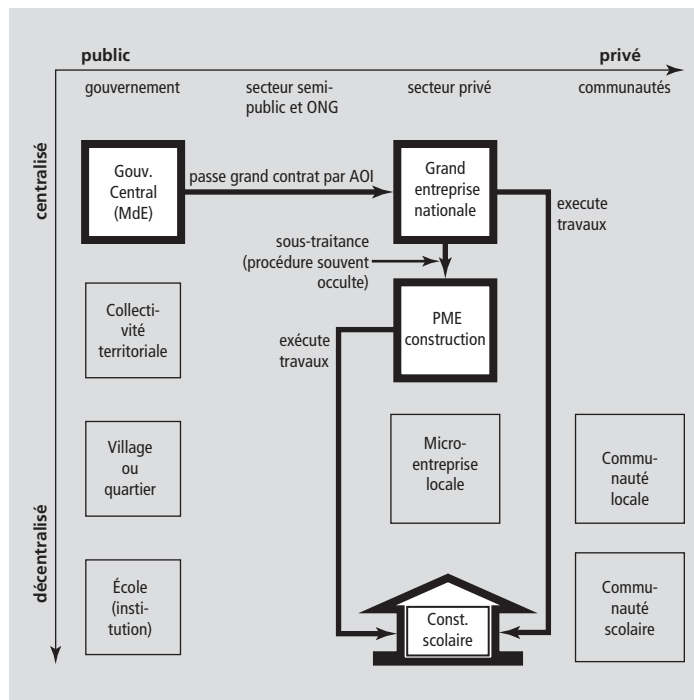 public
privé
gouvernement
secteur semi-
public et ONG
secteur privé
communautés
centralisé
décentralisé
Gouv.
Central
(MdE)
passe grand contrat par AOI
Grand
entreprise
nationale
execute
travaux
sous-traitance
(procédure souvent
occulte)
Collecti-
vité
territoriale
PME
construction
exécute
travaux
Village
ou
quartier
Micro-
entreprise
locale
Commu-
nauté
locale
École
(insti-
tution)
Const.
scolaire
Commu-
nauté
scolaire